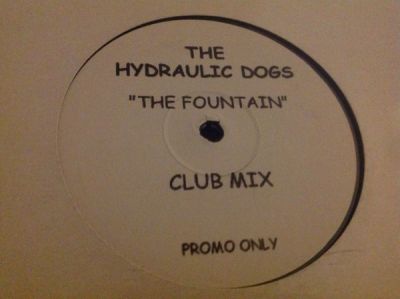 THE
HYDRAULIC DOGS
"THE FOUNTAIN"
CLUB MIX
PROMO ONLY